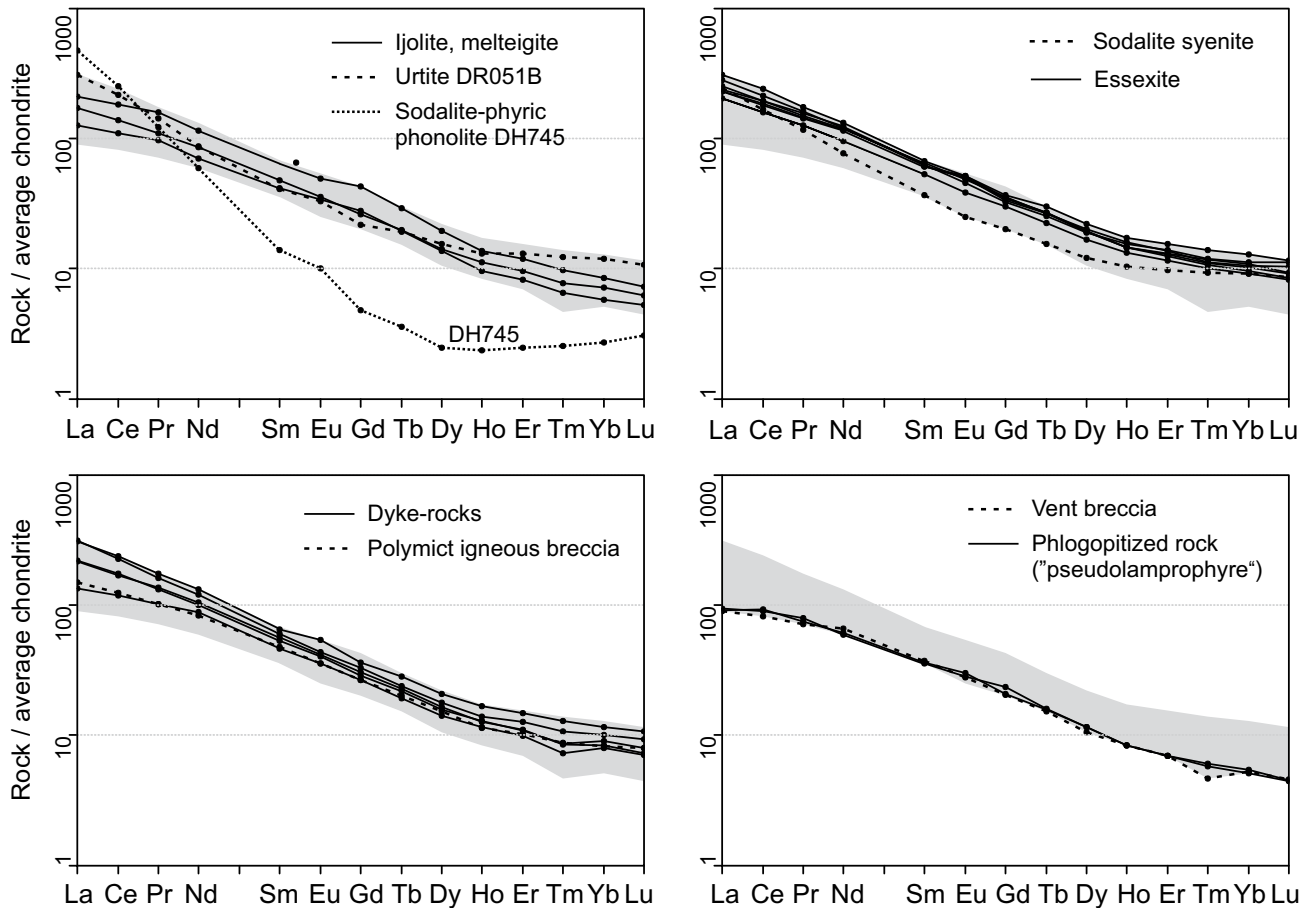 Rock / average chondrite
1000
100
10
1
Ijolite, melteigite
Urtite DR051B
Sodalite-phyric
phonolite DH745
DH745
La Ce Pr Nd Sm Eu Gd Tb Dy Ho Er Tm Yb Lu
1000
100
10
1
Sodalite syenite
Essexite
La Ce Pr Nd Sm Eu Gd Tb Dy Ho Er Tm Yb Lu
Rock / average chondrite
1000
100
10
1
Dyke-rocks
Polymict igneous breccia
La Ce Pr Nd Sm Eu Gd Tb Dy Ho Er Tm Yb Lu
1000
100
10
1
Vent breccia
Phlogopitized rock
("pseudolamprophyre“)
La Ce Pr Nd Sm Eu Gd Tb Dy Ho Er Tm Yb Lu